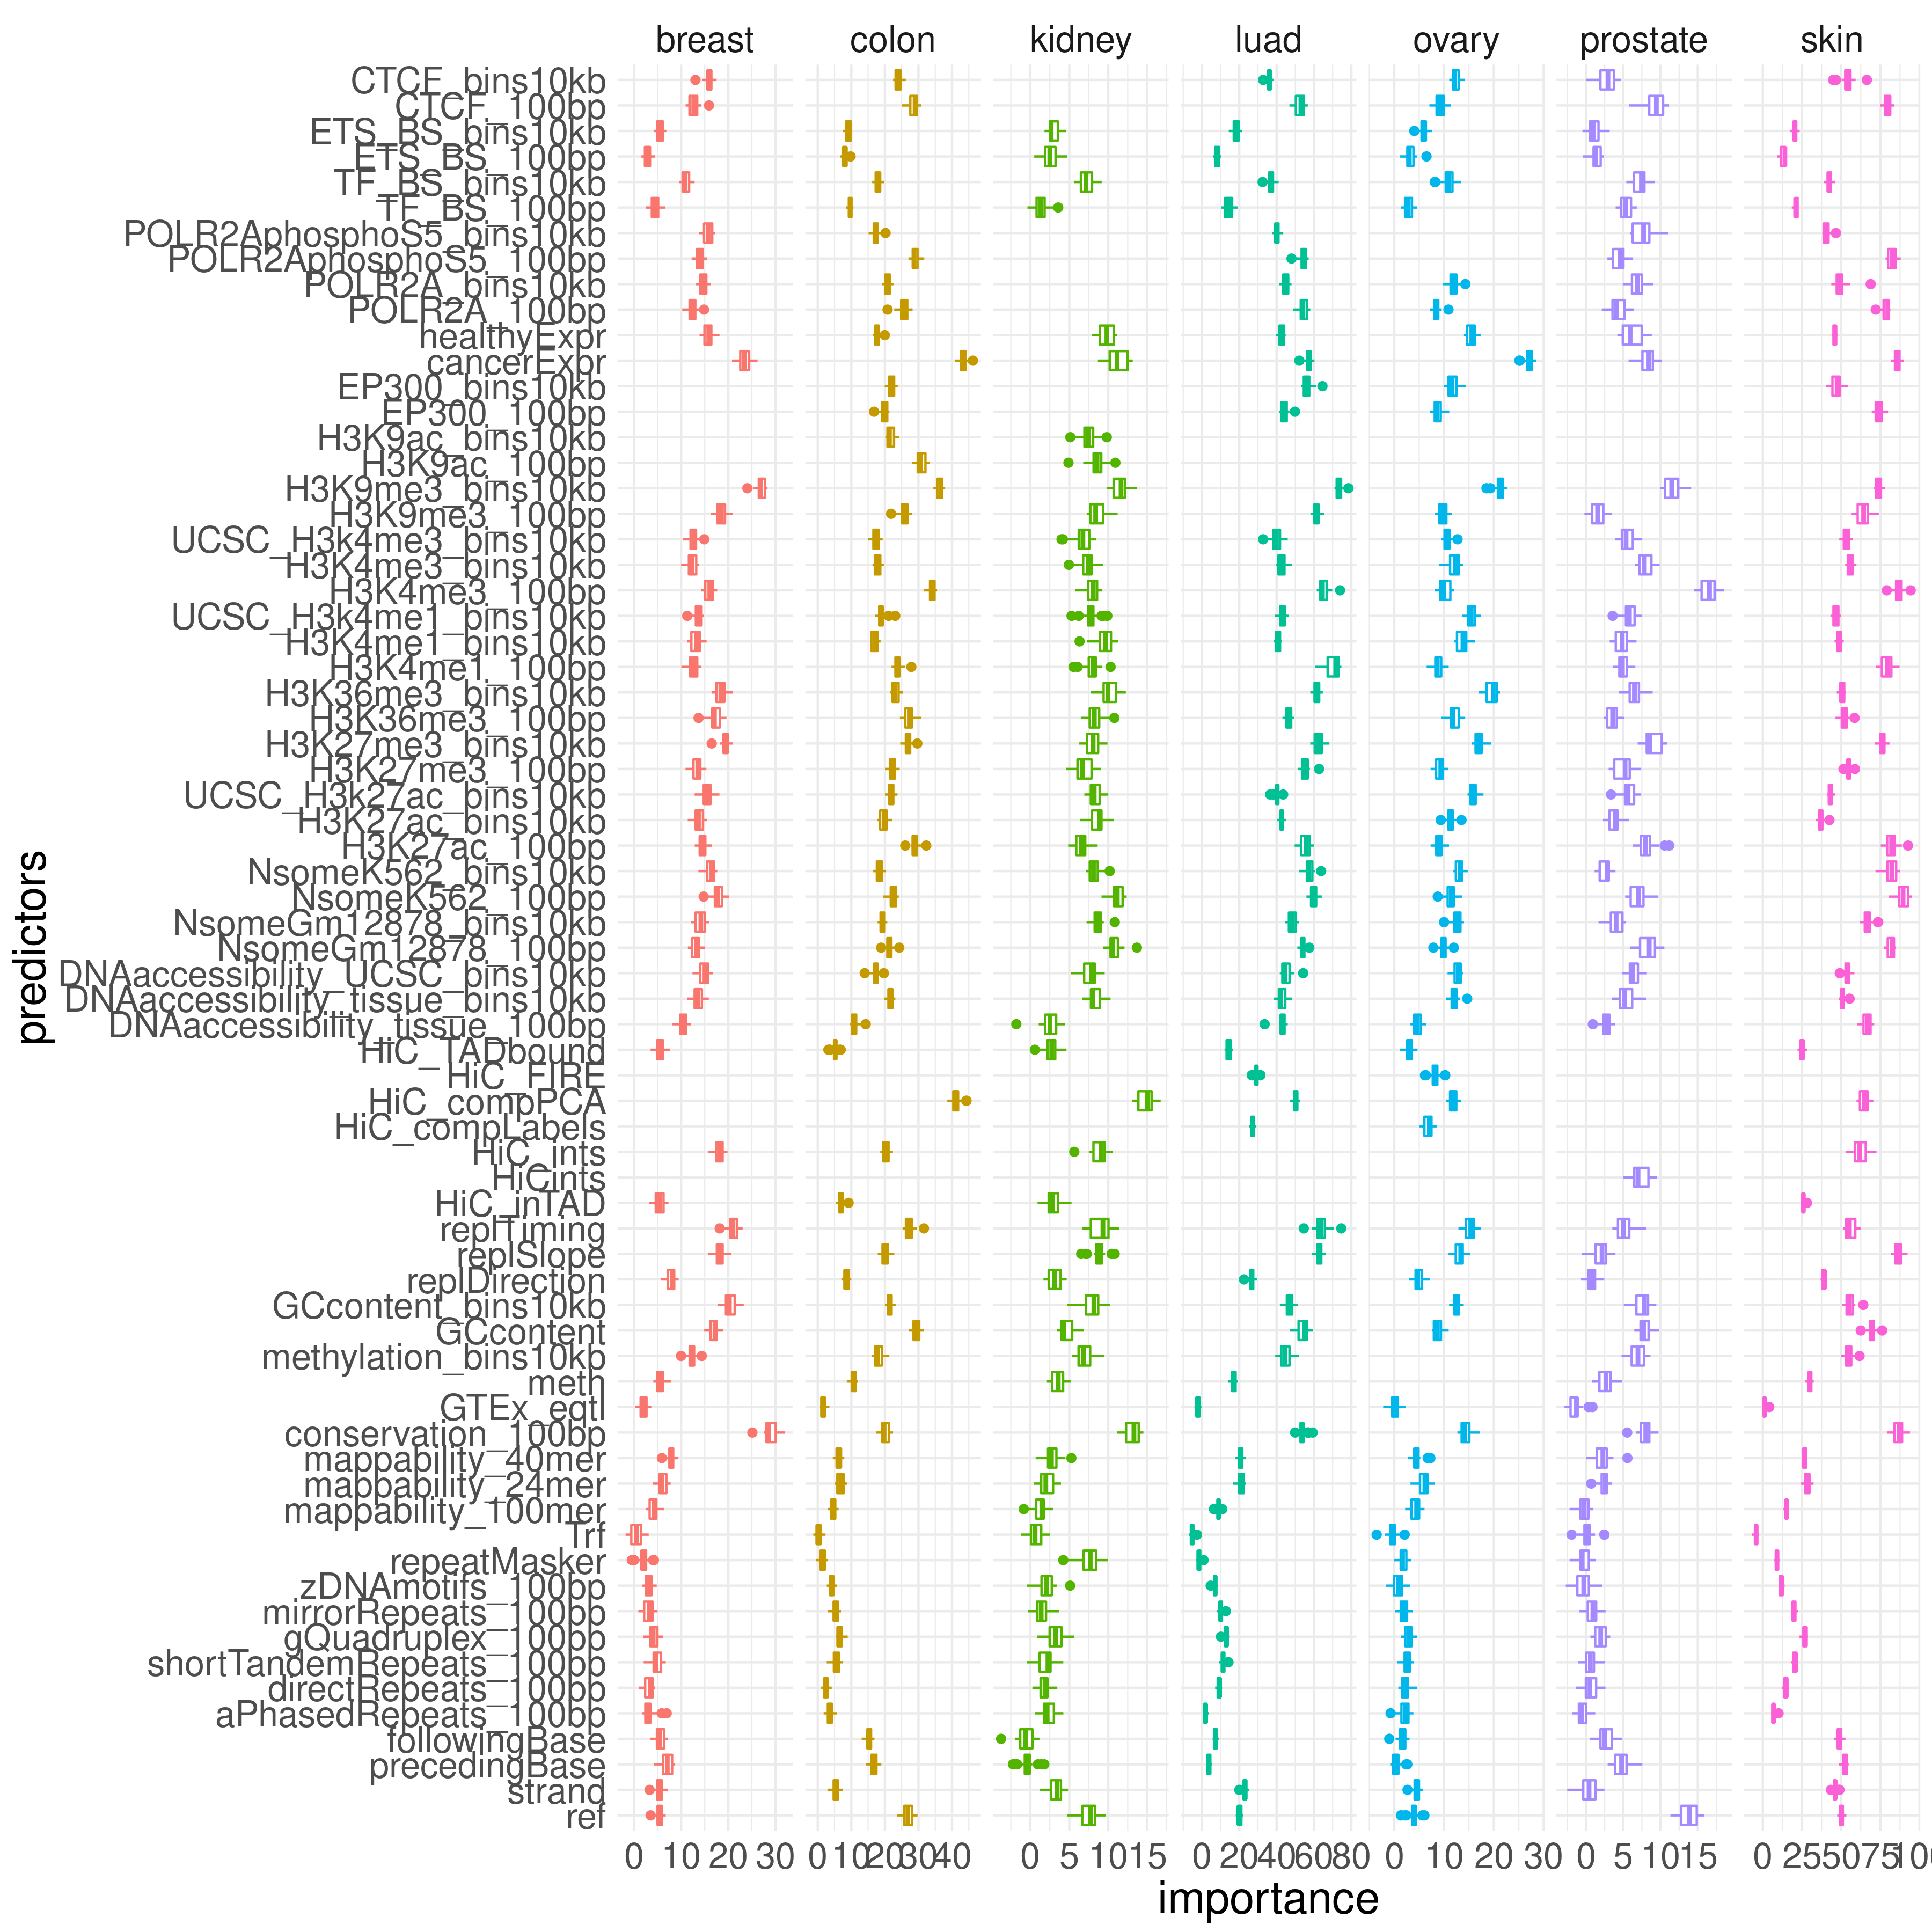 breast colon kidney luad ovary prostate skin
CTCF_bins10kb
CTCF_100bp
ETS_BS_bins10kb
ETS_BS_100bp
TF_BS_bins10kb
TF_BS_100bp
POLR2AphosphoS5_bins10kb
POLR2AphosphoS5_100bp
POLR2A_bins10kb
POLR2A_100bp
healthyExpr
cancerExpr
EP300_bins10kb
EP300_100bp
H3K9ac_bins10kb
H3K9ac_100bp
H3K9me3_bins10kb
H3K9me3_100bp
UCSC_H3k4me3_bins10kb
H3K4me3_bins10kb
H3K4me3_100bp
UCSC_H3k4me1_bins10kb
H3K4me1_bins10kb
H3K4me1_100bp
H3K36me3_bins10kb
H3K36me3_100bp
H3K27me3_bins10kb
H3K27me3_100bp
UCSC_H3k27ac_bins10kb
H3K27ac_bins10kb
H3K27ac_100bp
NsomeK562_bins10kb
NsomeK562_100bp
NsomeGm12878_bins10kb
NsomeGm12878_100bp
DNAaccessibility_UCSC_bins10kb
DNAaccessibility_tissue_bins10kb
DNAaccessibility_tissue_100bp
HiC_TADbound
HiC_FIRE
HiC_compPCA
HiC_compLabels
HiC_ints
HiCints
HiC_inTAD
replTiming
replSlope
replDirection
GCcontent_bins10kb
GCcontent
methylation_bins10kb
meth
GTEx_eqtl
conservation_100bp
mappability_40mer
mappability_24mer
mappability_100mer
Trf
repeatMasker
zDNAmotifs_100bp
mirrorRepeats_100bp
gQuadruplex_100bp
shortTandemRepeats_100bp
directRepeats_100bp
aPhasedRepeats_100bp
followingBase
precedingBase
strand
ref
predictors
0 10 20 30 0 10 20 30 40 0 5 10 15 0 20 40 60 80 0 10 20 30 0 5 10 15 0 25 50 75 100
importance